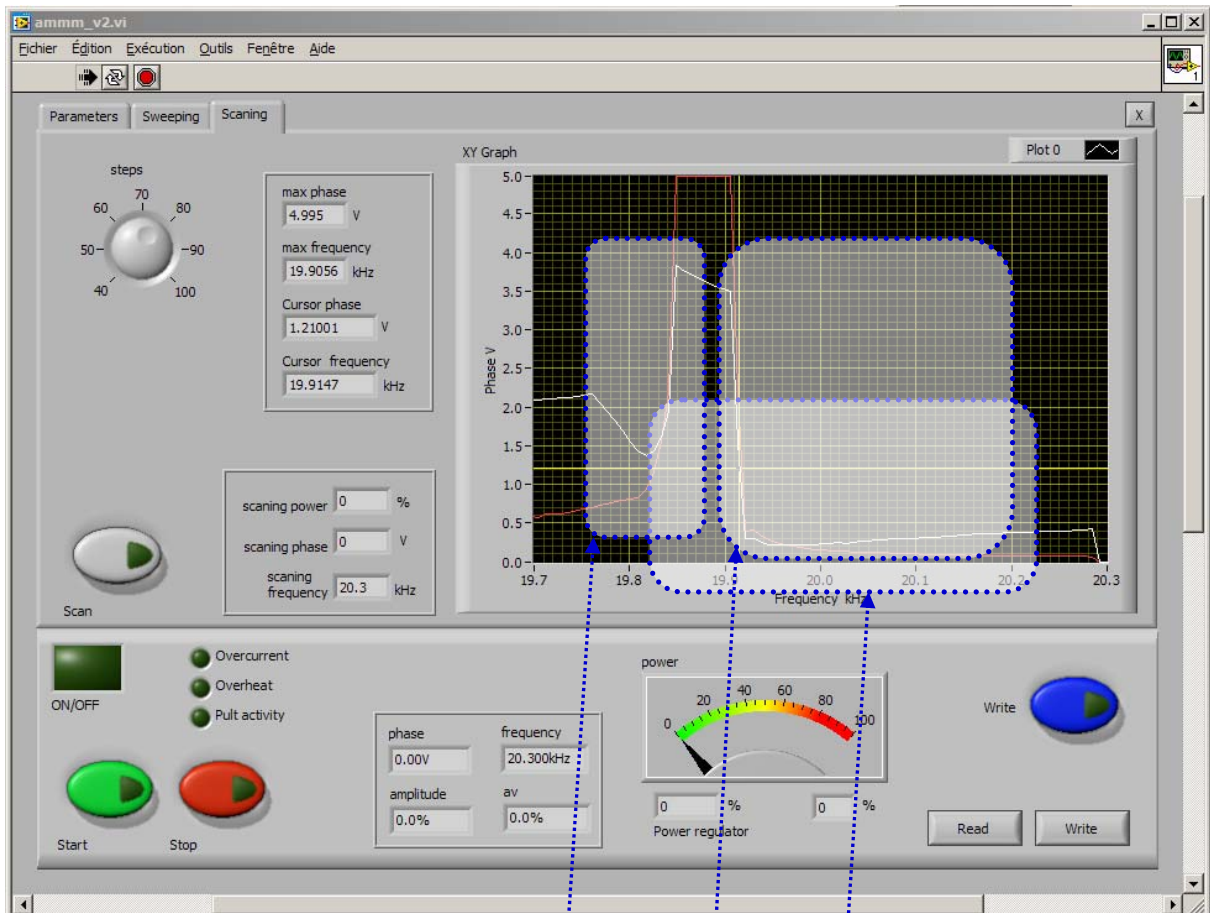 ammm_v2.vi
Fichier Édition Exécution Outils Fenêtre Aide
1
Parameters Sweeping Scaning
X
steps
40 50 60 70 80 90 100
max phase
4.995 V
max frequency
19.9056 kHz
Cursor phase
1.21001 V
Cursor frequency
19.9147 kHz
scaning power 0 %
scaning phase 0 V
scaning
frequency 20.3 kHz
Scan
XY Graph
Plot 0
Phase V
5.0
4.5
4.0
3.5
3.0
2.5
2.0
1.5
1.0
0.5
0.0
19.7 19.8 19.9 20.0 20.1 20.2 20.3
Frequency kHz
ON/OFF
Overcurrent
Overheat
Pult activity
Start
Stop
phase
0.00V
frequency
20.300kHz
amplitude
0.0%
av
0.0%
power
0 20 40 60 80 100
0 %
0 %
Power regulator
Write
Read
Write